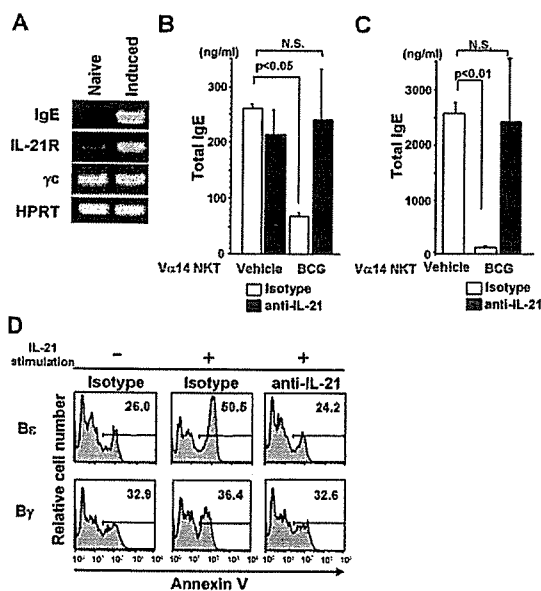 A
Naive
Induced
IgE
IL-21R
γc
HPRT
B
(ng/ml)
N.S.
p<0.05
Total IgE
200
100
0
Vα14 NKT
Vehicle
BCG
Isotype
anti-IL-21
C
(ng/ml)
N.S.
p<0.01
Total IgE
3000
2000
1000
0
Vα14 NKT
Vehicle
BCG
Isotype
anti-IL-21
D
IL-21 stimulation
-
+
+
Isotype
Isotype
anti-IL-21
Bε
26.0
50.5
24.2
Bγ
32.9
36.4
32.6
Relative cell number
Annexin V